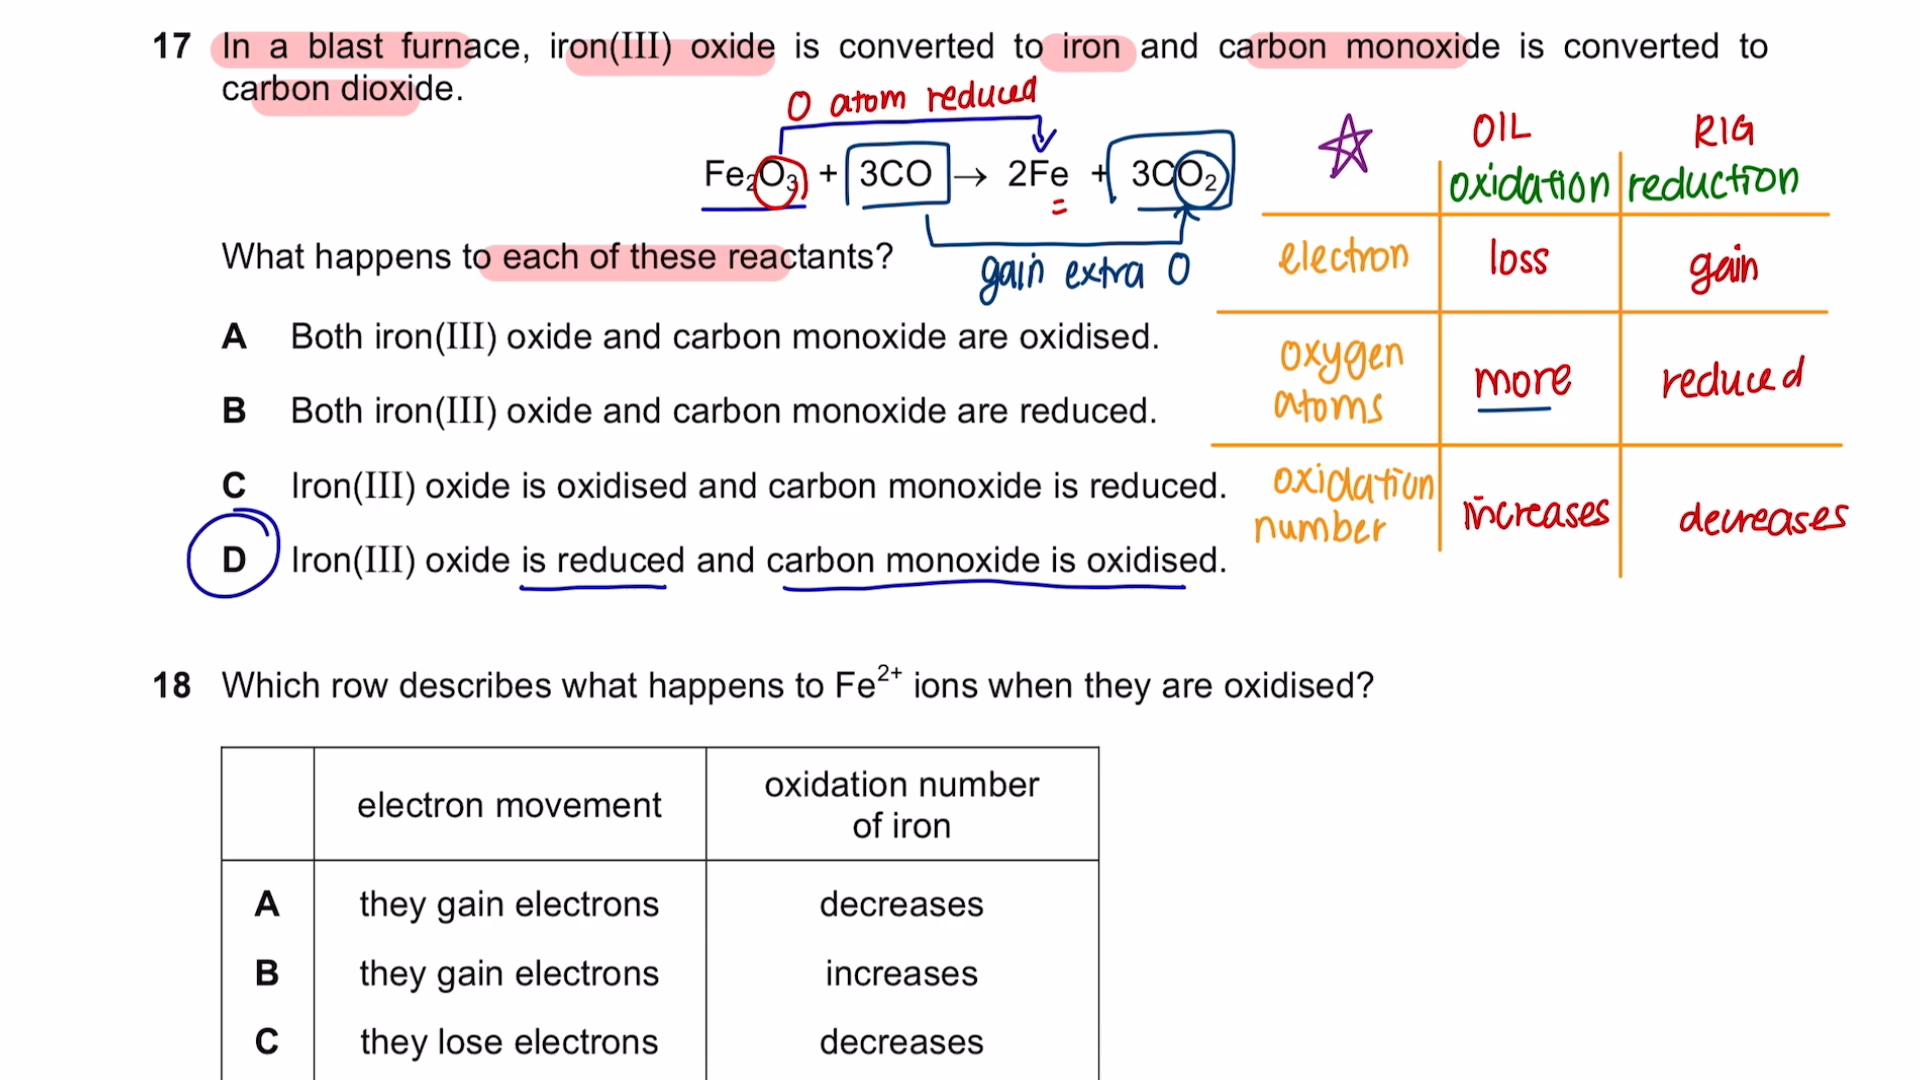 17 In a blast furnace, iron(III) oxide is converted to iron and carbon monoxide is converted to
carbon dioxide.
O atom reduced
Fe₂O₃ + 3CO → 2Fe + 3CO₂
gain extra O
What happens to each of these reactants?
A Both iron(III) oxide and carbon monoxide are oxidised.
B Both iron(III) oxide and carbon monoxide are reduced.
C Iron(III) oxide is oxidised and carbon monoxide is reduced.
D Iron(III) oxide is reduced and carbon monoxide is oxidised.
OIL RIG
oxidation reduction
electron loss gain
oxygen atoms more reduced
oxidation number increases decreases
18 Which row describes what happens to Fe²⁺ ions when they are oxidised?
electron movement oxidation number
of iron
A they gain electrons decreases
B they gain electrons increases
C they lose electrons decreases